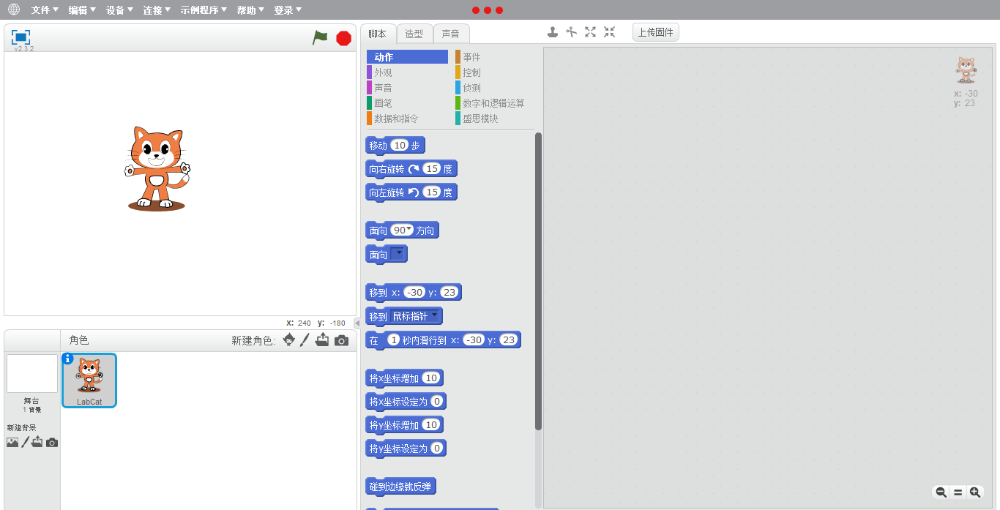 文件 编辑 设备 连接 示例程序 帮助 登录
v2.3.2
脚本 造型 声音
上传固件
动作 事件
外观 控制
声音 侦测
画笔 数字和逻辑运算
数据和指令 盛思模块
x: -30
y: 23
移动 10 步
向右旋转 15 度
向左旋转 15 度
面向 90 方向
面向
移到 x: -30 y: 23
移到 鼠标指针
在 1 秒内滑行到 x: -30 y: 23
将x坐标增加 10
将x坐标设定为 0
将y坐标增加 10
将y坐标设定为 0
碰到边缘就反弹
x: 240 y: -180
角色 新建角色:
LabCat
舞台
1 背景
新建背景